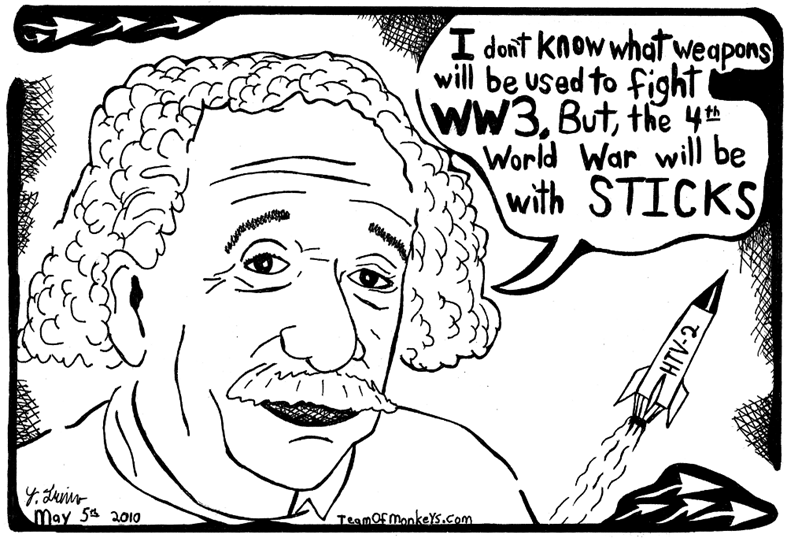 I don't know what weapons
will be used to fight
WW3. But, the 4th
World War will be
with STICKS
HTV-2
May 5th 2010
TeamOfMonkeys.com